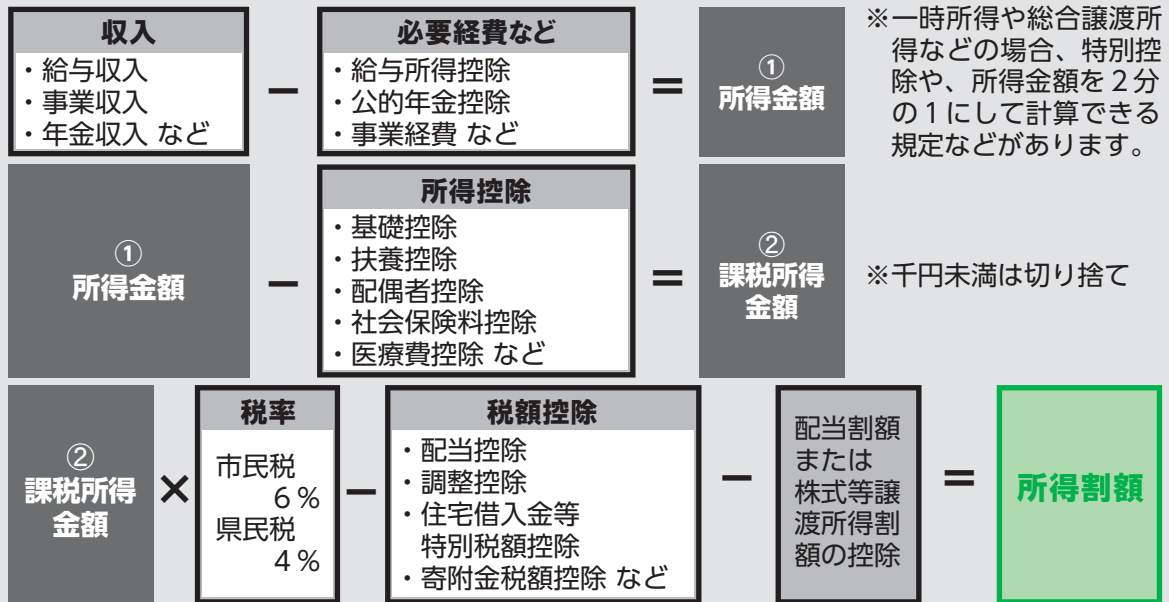 収入
・給与収入
・事業収入
・年金収入 など
−
必要経費など
・給与所得控除
・公的年金控除
・事業経費 など
=
①
所得金額
※一時所得や総合譲渡所
得などの場合、特別控
除や、所得金額を２分
の１にして計算できる
規定などがあります。
①
所得金額
−
所得控除
・基礎控除
・扶養控除
・配偶者控除
・社会保険料控除
・医療費控除 など
=
②
課税所得
金額
※千円未満は切り捨て
②
課税所得
金額
×
税率
市民税
６％
県民税
４％
−
税額控除
・配当控除
・調整控除
・住宅借入金等
特別税額控除
・寄附金税額控除 など
−
配当割額
または
株式等譲
渡所得割
額の控除
=
所得割額